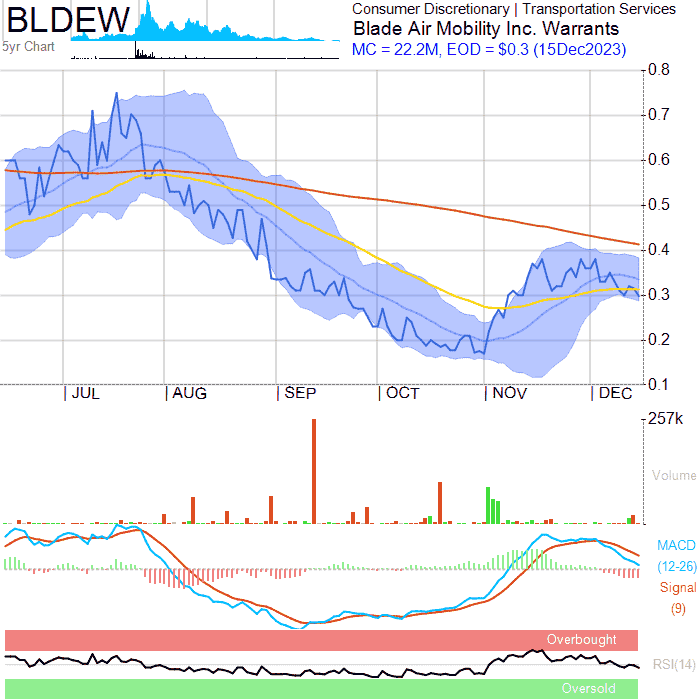 BLDEW
5yr Chart
Consumer Discretionary | Transportation Services
Blade Air Mobility Inc. Warrants
MC = 22.2M, EOD = $0.3 (15Dec2023)
0.8
0.7
0.6
0.5
0.4
0.3
0.2
0.1
JUL AUG SEP OCT NOV DEC
257k
Volume
MACD
(12-26)
Signal
(9)
Overbought
RSI(14)
Oversold